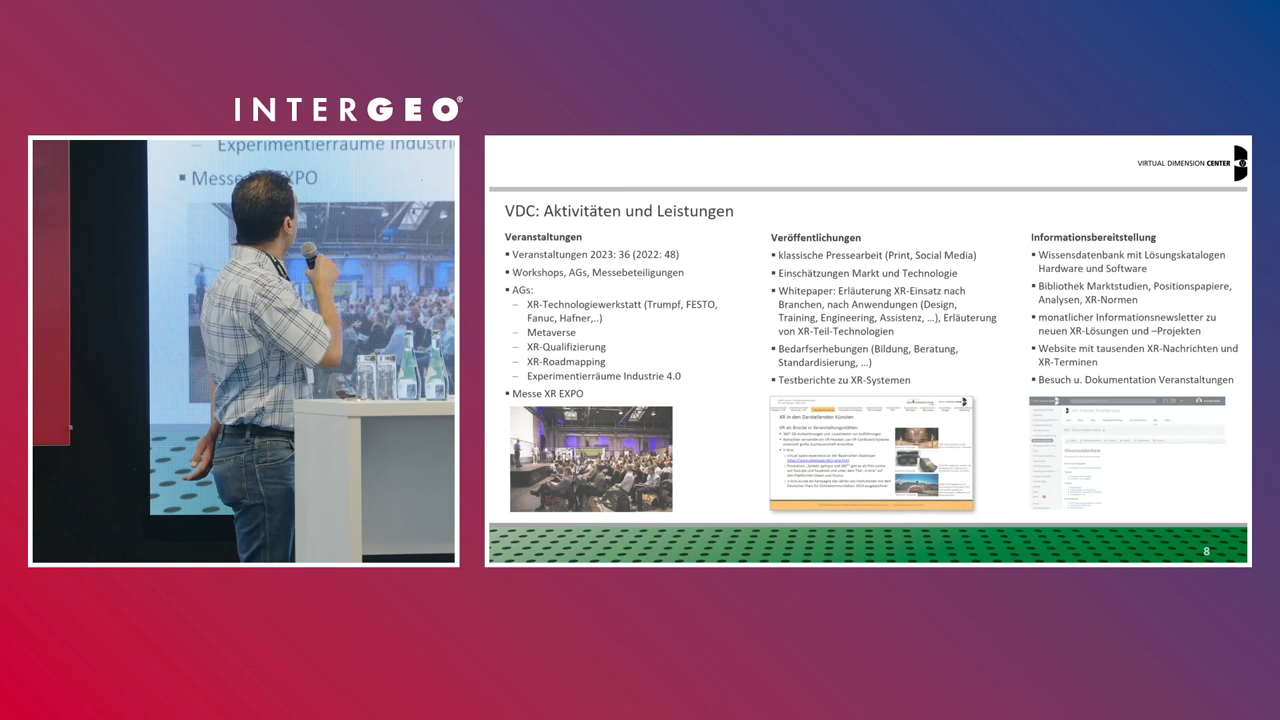 INTERGEO®
Experimentierräume Industri
Messe XR EXPO
VIRTUAL DIMENSION CENTER
VDC: Aktivitäten und Leistungen
Veranstaltungen
▪ Veranstaltungen 2023: 36 (2022: 48)
▪ Workshops, AGs, Messebeteiligungen
▪ AGs:
– XR-Technologiewerkstatt (Trumpf, FESTO,
Fanuc, Hafner,..)
– Metaverse
– XR-Qualifizierung
– XR-Roadmapping
– Experimentierräume Industrie 4.0
▪ Messe XR EXPO
Veröffentlichungen
▪ klassische Pressearbeit (Print, Social Media)
▪ Einschätzungen Markt und Technologie
▪ Whitepaper: Erläuterung XR-Einsatz nach
Branchen, nach Anwendungen (Design,
Training, Engineering, Assistenz, …), Erläuterung
von XR-Teil-Technologien
▪ Bedarfserhebungen (Bildung, Beratung,
Standardisierung, …)
▪ Testberichte zu XR-Systemen
XR in den Darstellenden Künsten
VR als Brücke in Veranstaltungsstätten
Informationsbereitstellung
▪ Wissensdatenbank mit Lösungskatalogen
Hardware und Software
▪ Bibliothek Marktstudien, Positionspapiere,
Analysen, XR-Normen
▪ monatlicher Informationsnewsletter zu
neuen XR-Lösungen und –Projekten
▪ Website mit tausenden XR-Nachrichten und
XR-Terminen
▪ Besuch u. Dokumentation Veranstaltungen
Wissensdatenbank
8